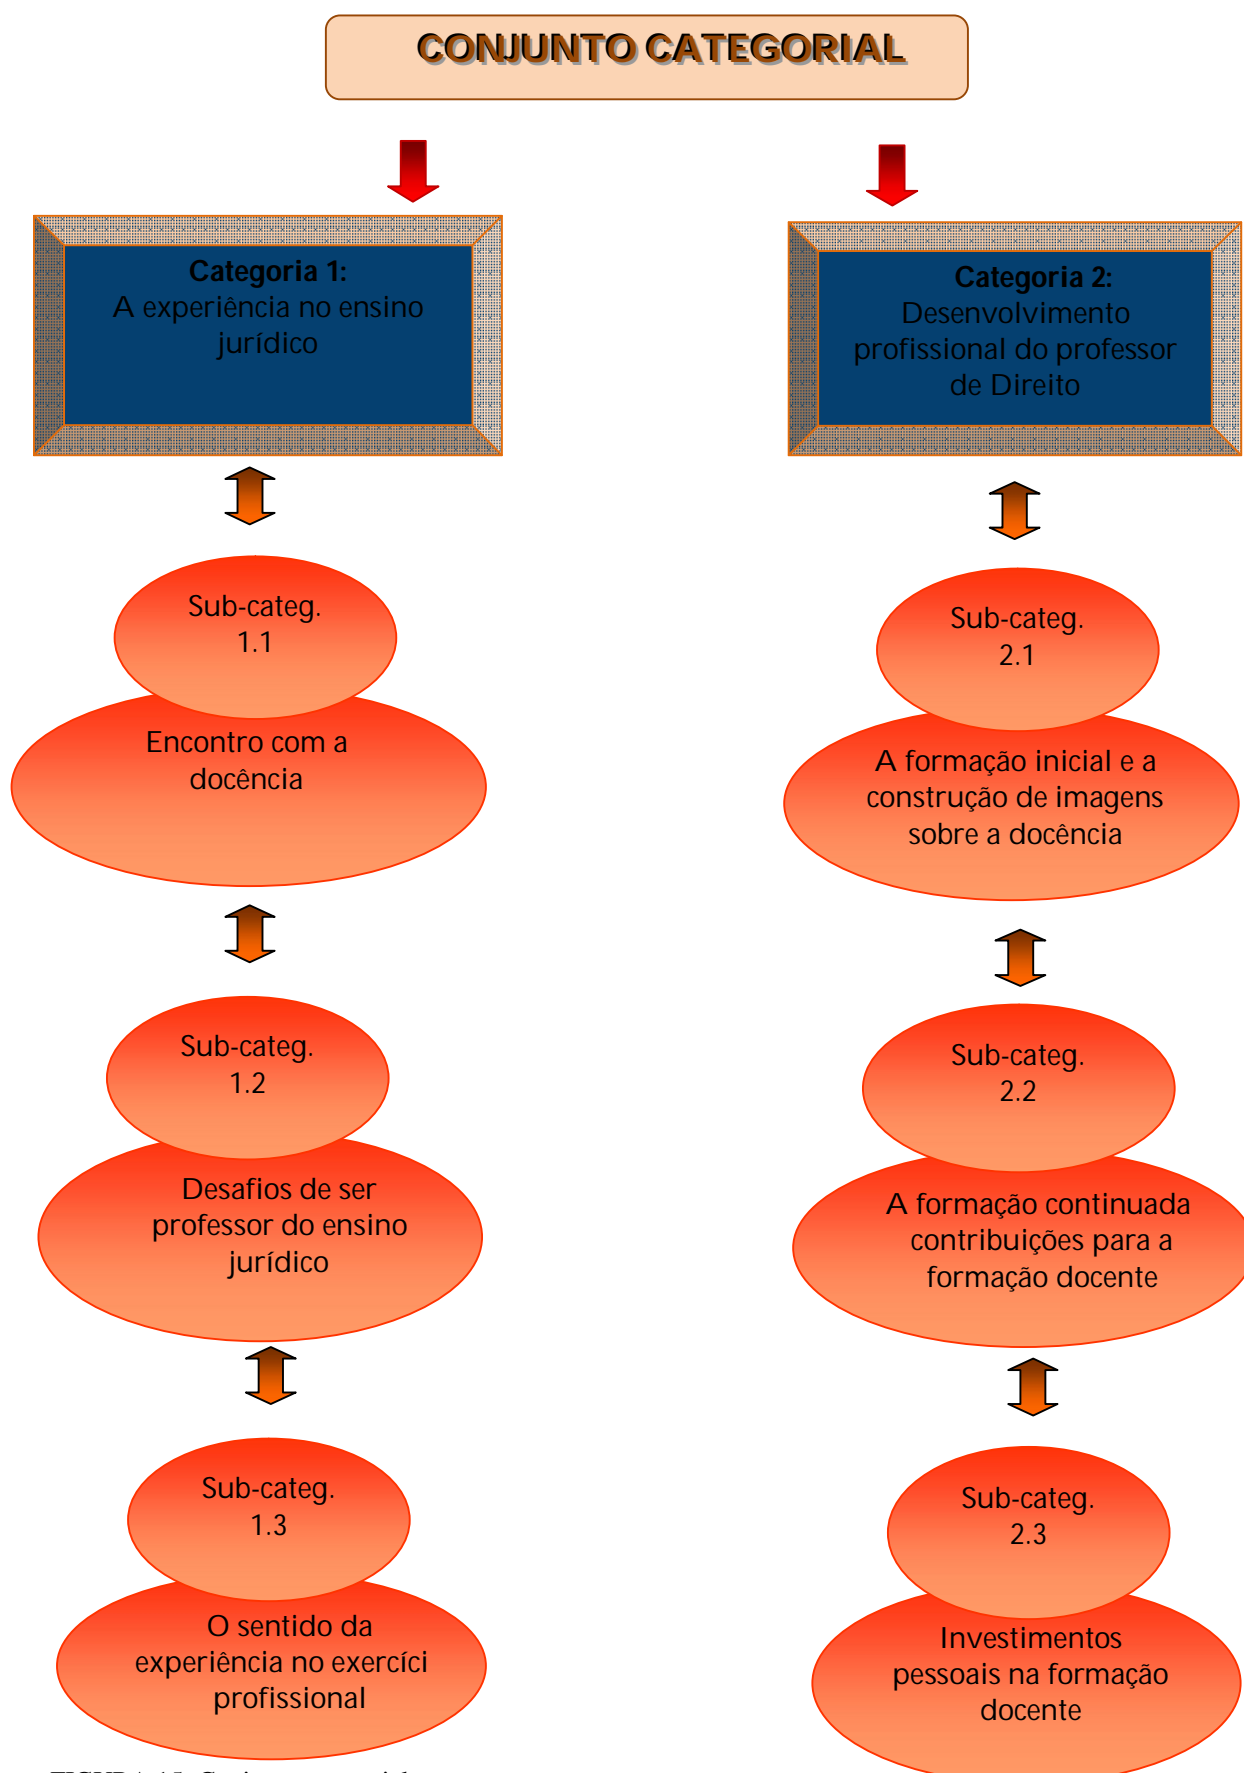 CONJUNTO CATEGORIAL
Categoria 1:
A experiência no ensino
jurídico
Sub-categ.
1.1
Encontro com a
docência
Sub-categ.
1.2
Desafios de ser
professor do ensino
jurídico
Sub-categ.
1.3
O sentido da
experiência no exercíci
profissional
Categoria 2:
Desenvolvimento
profissional do professor
de Direito
Sub-categ.
2.1
A formação inicial e a
construção de imagens
sobre a docência
Sub-categ.
2.2
A formação continuada
contribuições para a
formação docente
Sub-categ.
2.3
Investimentos
pessoais na formação
docente